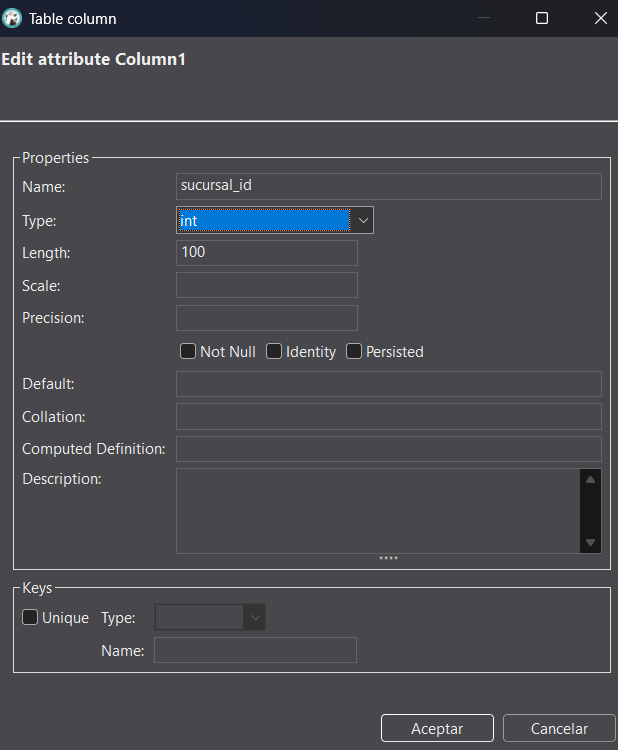 Table column
Edit attribute Column1
Properties
Name: sucursal_id
Type: int
Length: 100
Scale:
Precision:
Not Null Identity Persisted
Default:
Collation:
Computed Definition:
Description:
Keys
Unique Type:
Name:
Aceptar Cancelar